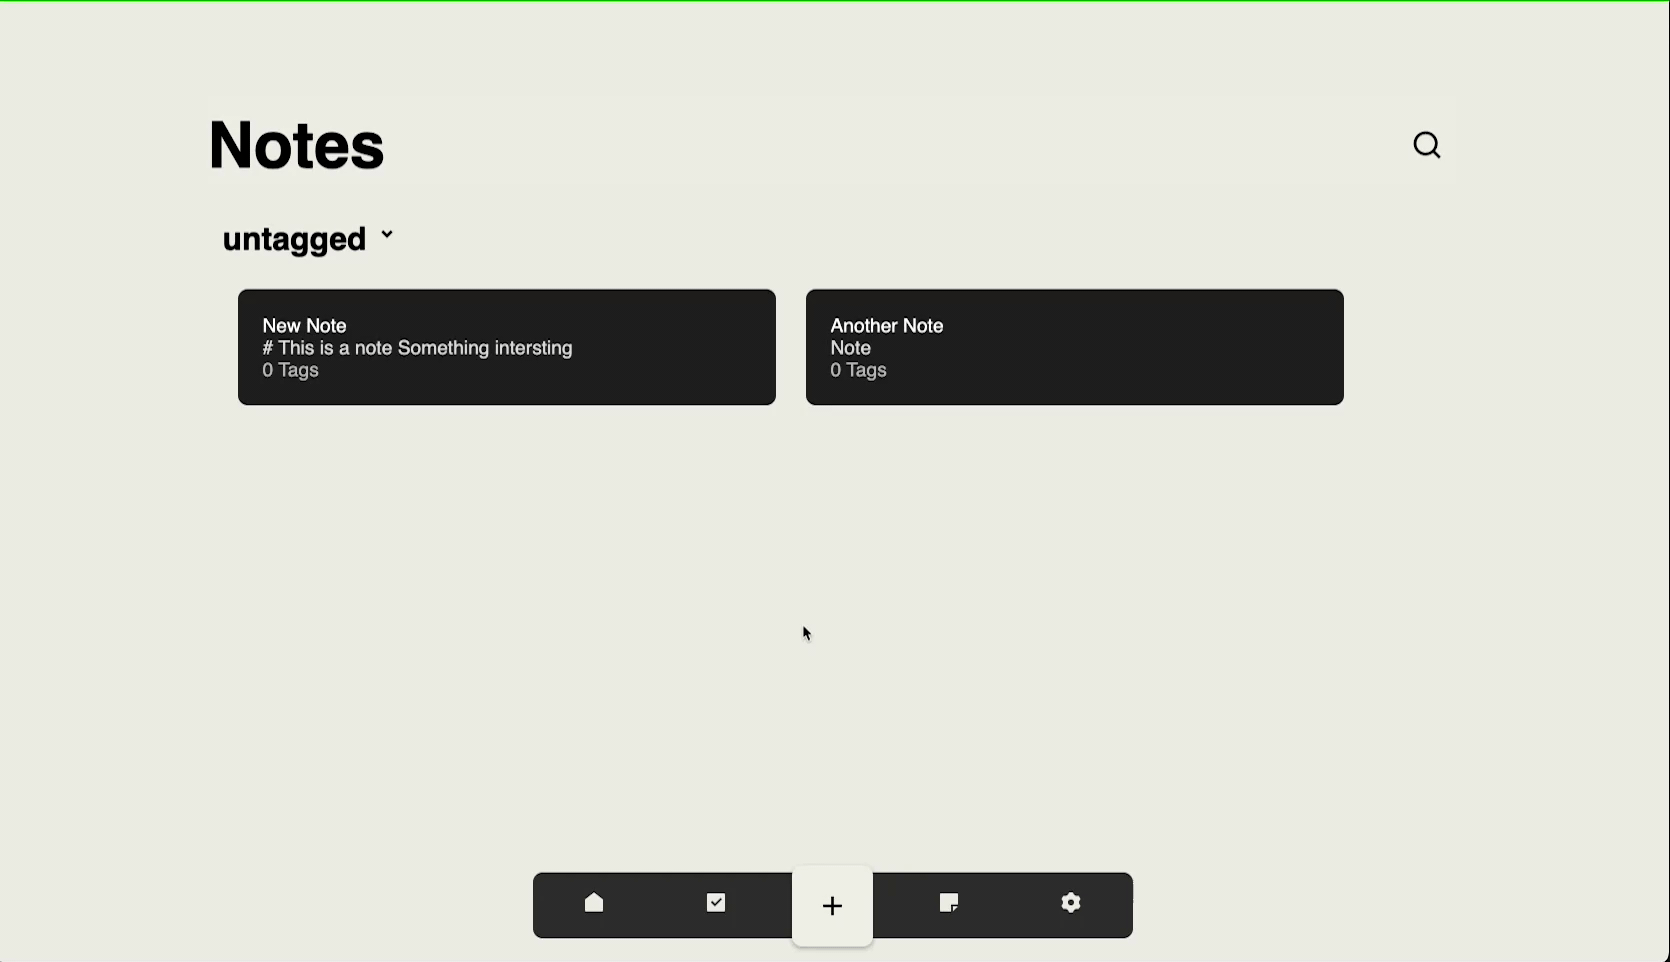 Notes
untagged
New Note
# This is a note Something intersting
0 Tags
Another Note
Note
0 Tags